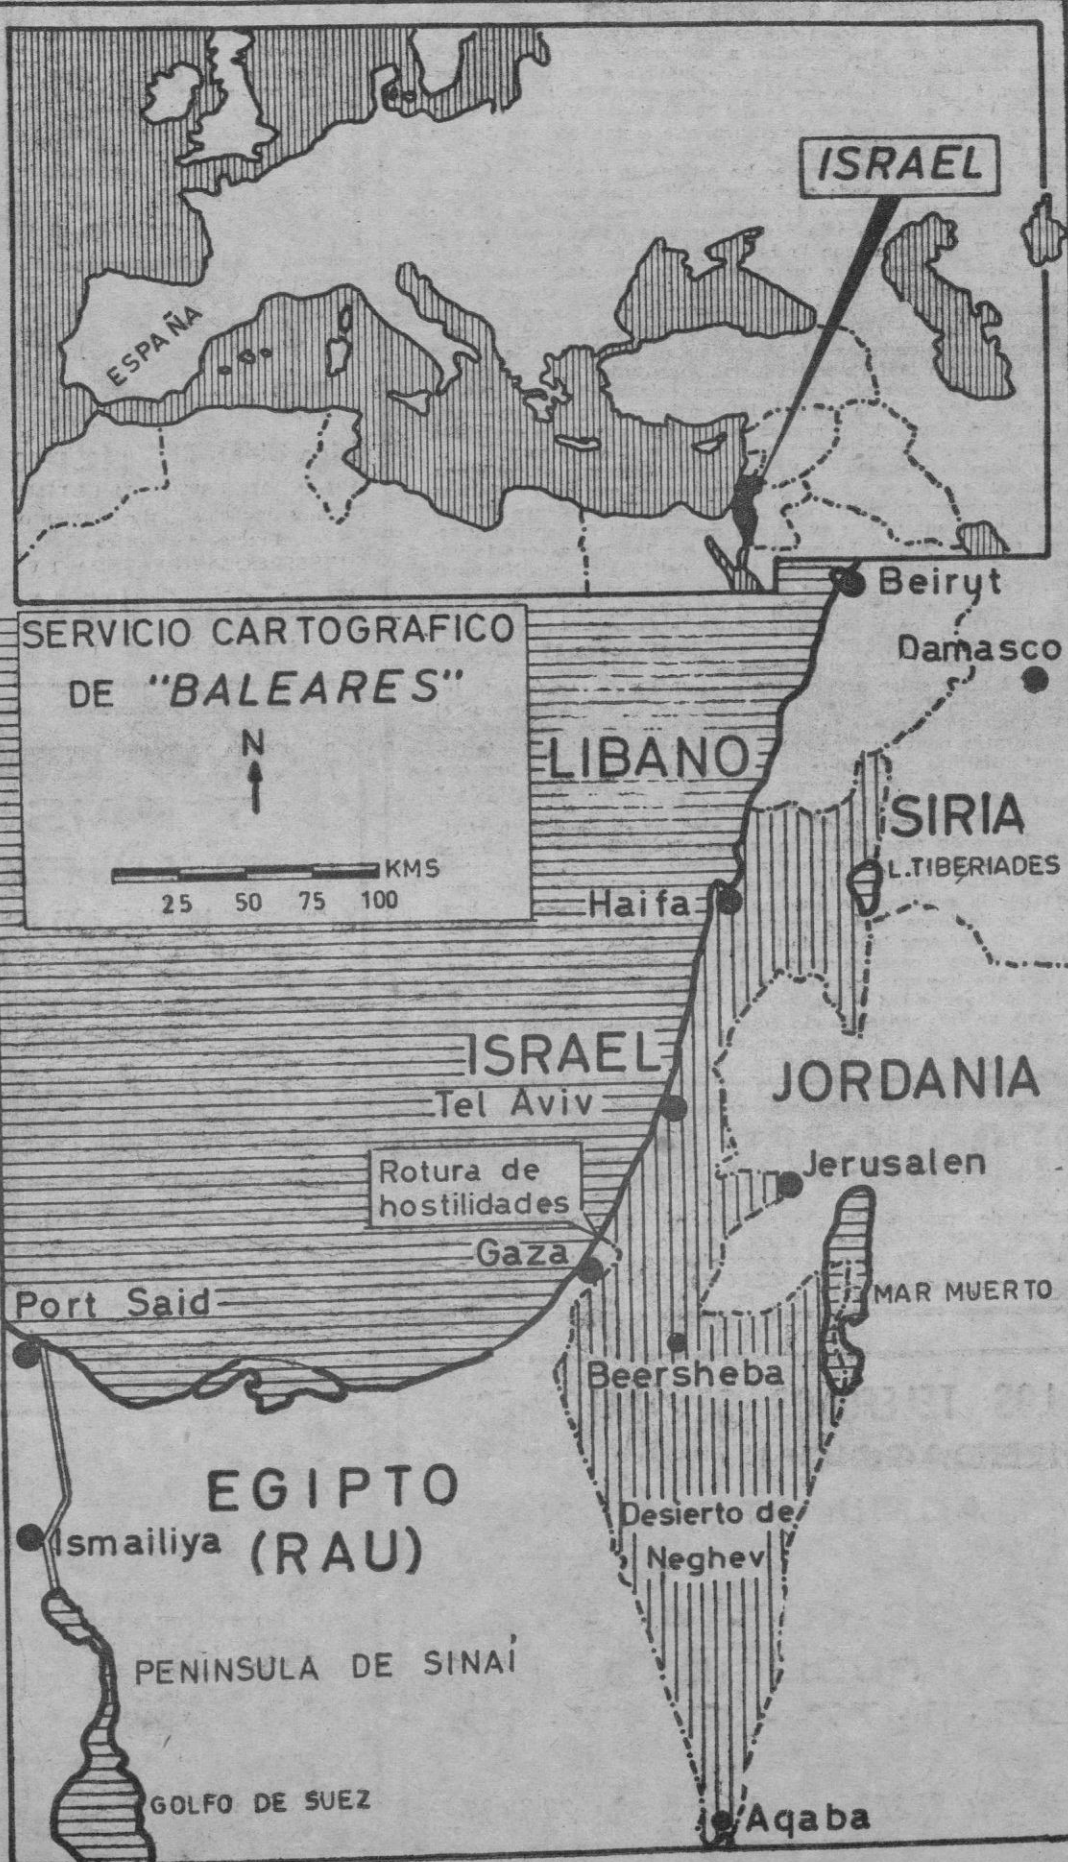 ISRAEL
ESPAÑA
SERVICIO CARTOGRAFICO
DE "BALEARES"
N
KMS
25 50 75 100
Beirut
Damasco
LIBANO
SIRIA
L.TIBERIADES
Haifa
ISRAEL
JORDANIA
Tel Aviv
Jerusalen
Rotura de
hostilidades
Gaza
MAR MUERTO
Port Said
Beersheba
EGIPTO
(RAU)
Desierto de
Neghev
Ismailiya
PENINSULA DE SINAÍ
GOLFO DE SUEZ
Aqaba